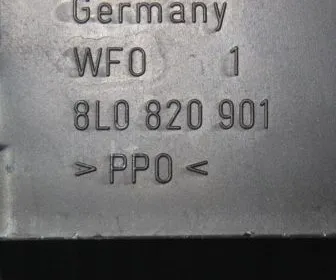 Germany
WFO 1
8L0 820 901
> PPO <